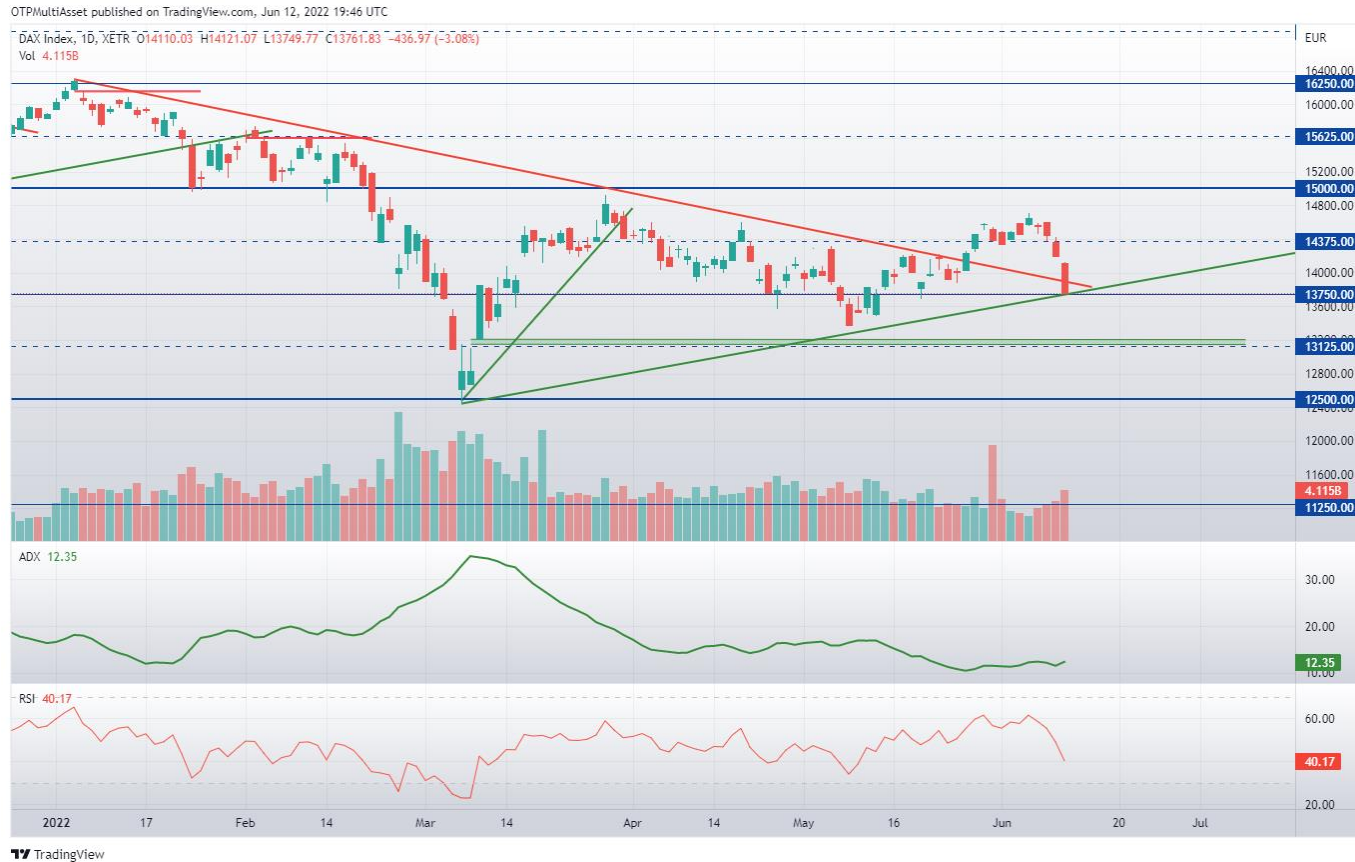 OTPMultiAsset published on TradingView.com, Jun 12, 2022 19:46 UTC
DAX Index, 1D, XETR O14110.03 H14121.07 L13749.77 C13761.83 −436.97 (−3.08%)
Vol 4.115B
EUR
16400.00
16250.00
16000.00
15625.00
15200.00
15000.00
14800.00
14375.00
14000.00
13750.00
13600.00
13125.00
12800.00
12500.00
12400.00
12000.00
11600.00
4.115B
11250.00
ADX 12.35
30.00
20.00
12.35
10.00
RSI 40.17
60.00
40.17
20.00
2022 17 Feb 14 Mar 14 Apr 14 May 16 Jun 20 Jul
TradingView